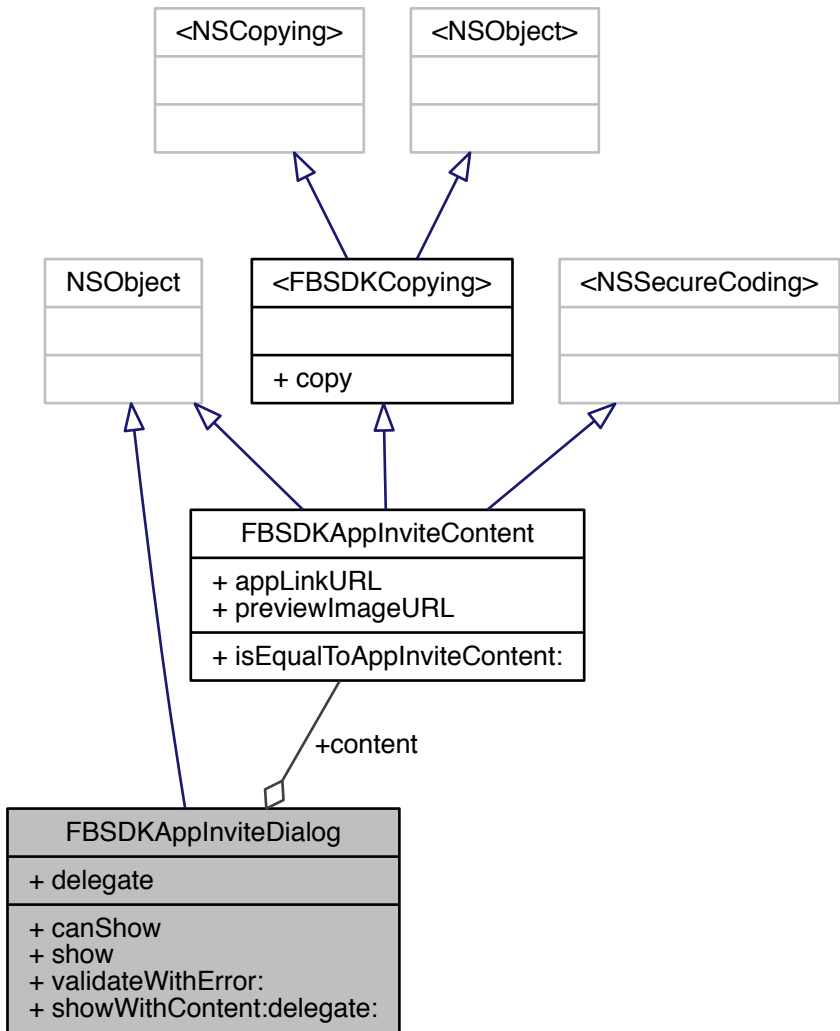 <NSCopying>
<NSObject>
NSObject
<FBSDKCopying>
+ copy
<NSSecureCoding>
FBSDKAppInviteContent
+ appLinkURL
+ previewImageURL
+ isEqualToAppInviteContent:
+content
FBSDKAppInviteDialog
+ delegate
+ canShow
+ show
+ validateWithError:
+ showWithContent:delegate: